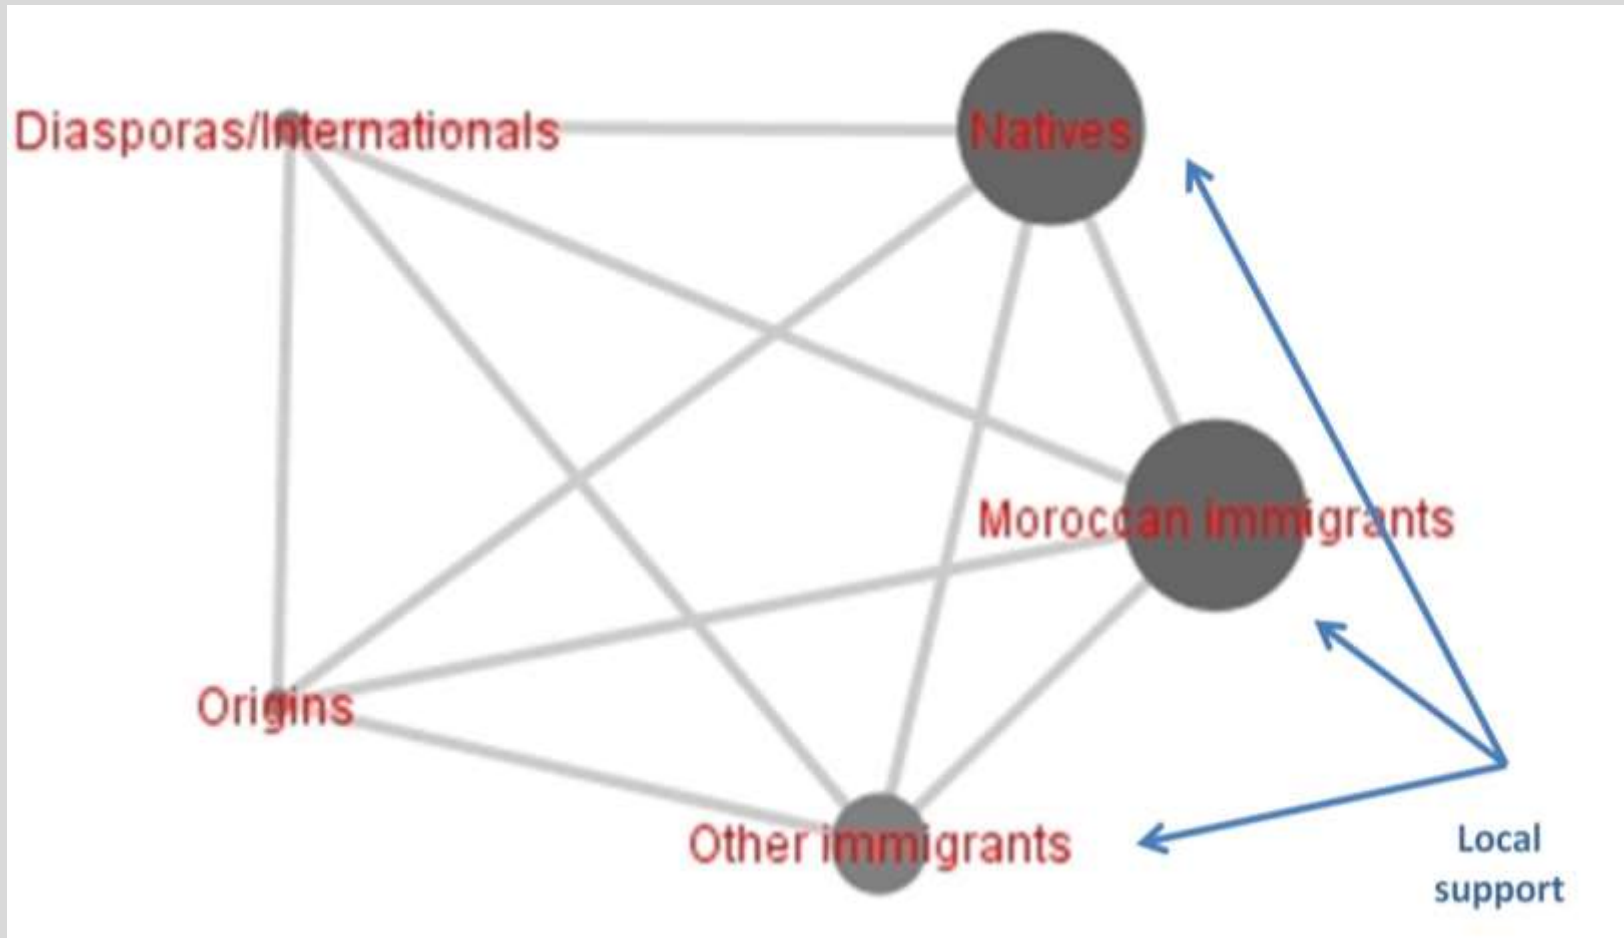 Diasporas/Internationals
Natives
Moroccan immigrants
Origins
Other immigrants
Local
support